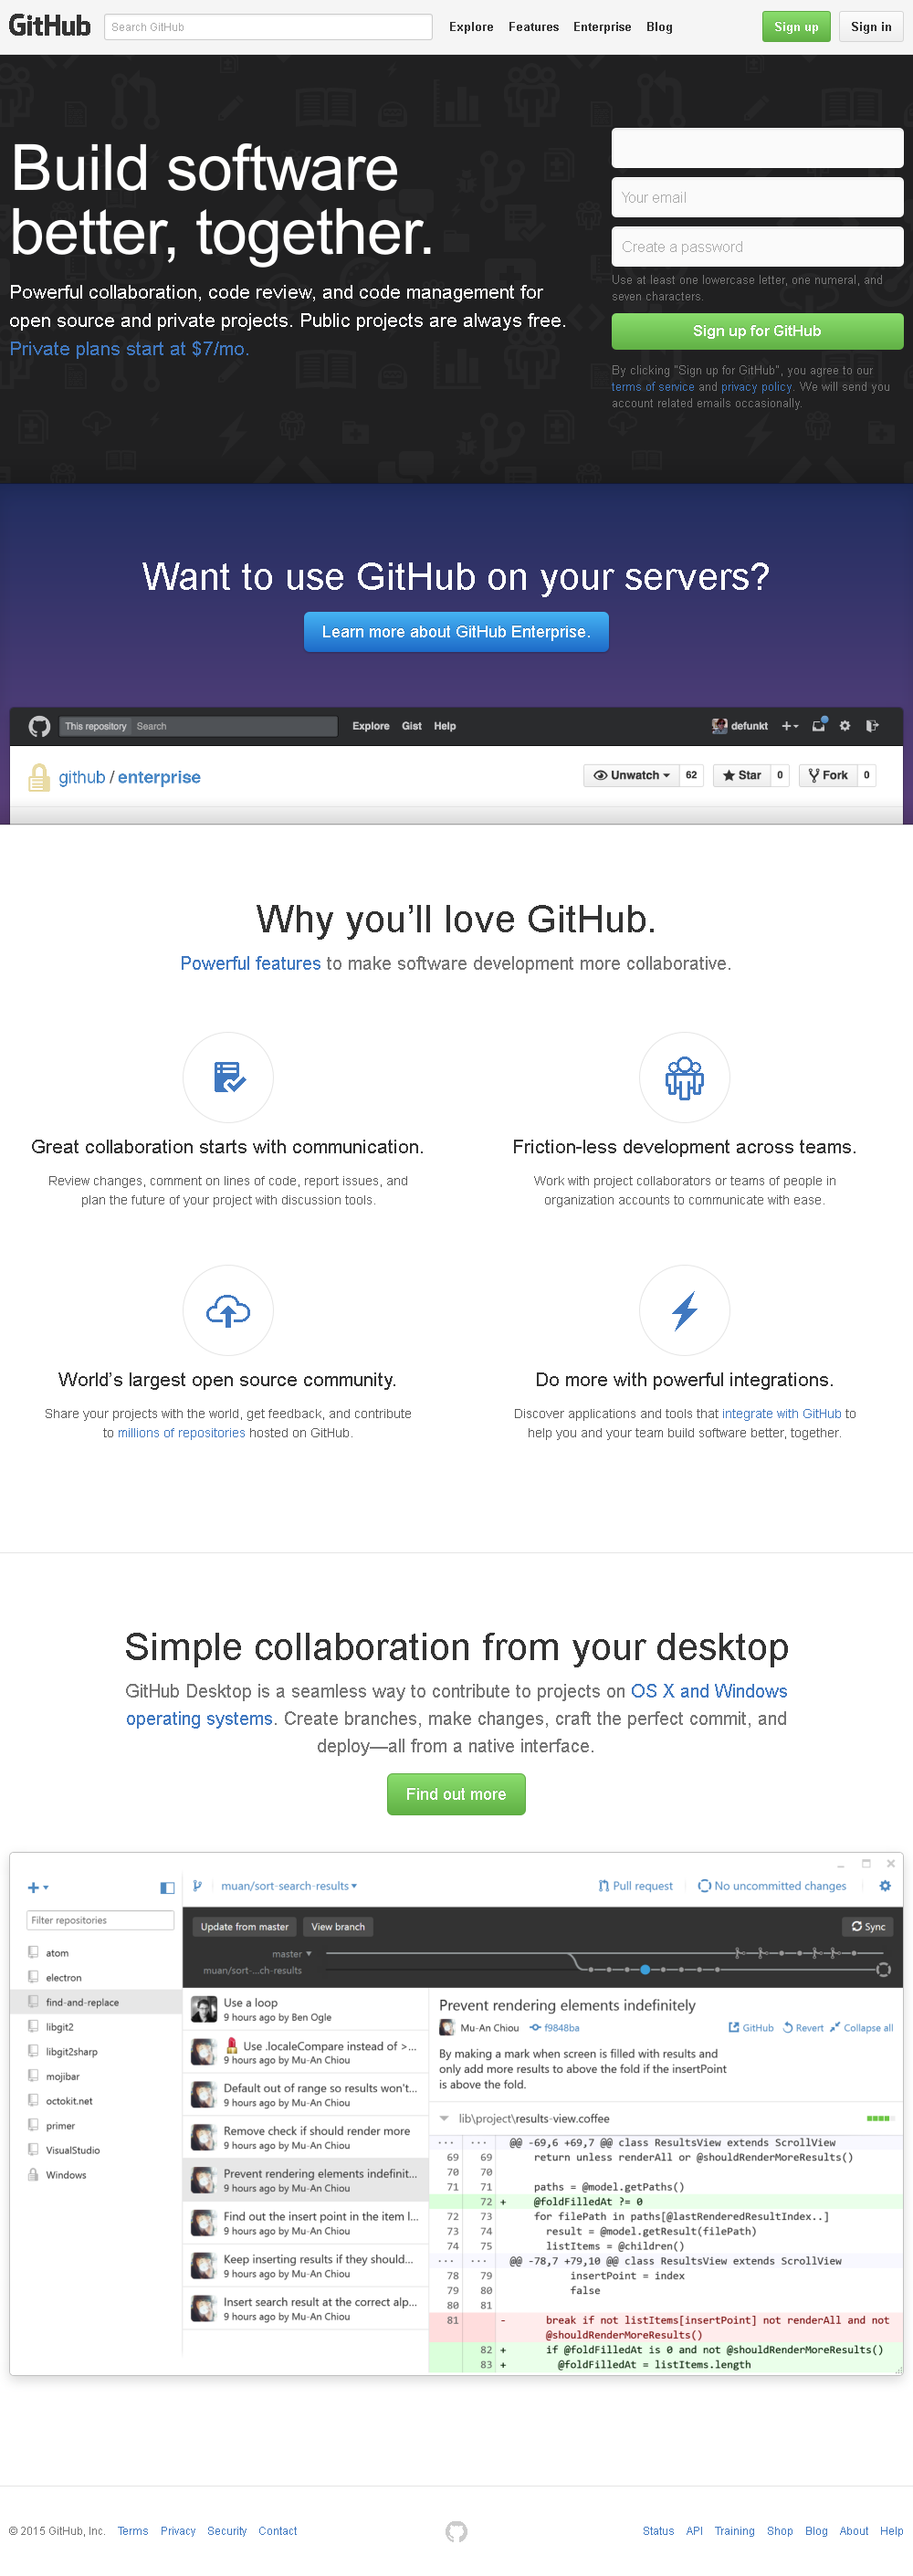 GitHub
Search GitHub
Explore Features Enterprise Blog
Sign up
Sign in
Build software
better, together.
Powerful collaboration, code review, and code management for
open source and private projects. Public projects are always free.
Private plans start at $7/mo.
Your email
Create a password
Use at least one lowercase letter, one numeral, and
seven characters.
Sign up for GitHub
By clicking "Sign up for GitHub", you agree to our
terms of service and privacy policy. We will send you
account related emails occasionally.
Want to use GitHub on your servers?
Learn more about GitHub Enterprise.
This repository Search Explore Gist Help defunkt
github / enterprise
Unwatch 62 Star 0 Fork 0
Why you’ll love GitHub.
Powerful features to make software development more collaborative.
Great collaboration starts with communication.
Review changes, comment on lines of code, report issues, and
plan the future of your project with discussion tools.
Friction-less development across teams.
Work with project collaborators or teams of people in
organization accounts to communicate with ease.
World’s largest open source community.
Share your projects with the world, get feedback, and contribute
to millions of repositories hosted on GitHub.
Do more with powerful integrations.
Discover applications and tools that integrate with GitHub to
help you and your team build software better, together.
Simple collaboration from your desktop
GitHub Desktop is a seamless way to contribute to projects on OS X and Windows
operating systems. Create branches, make changes, craft the perfect commit, and
deploy—all from a native interface.
Find out more
muan/sort-search-results
Pull request
No uncommitted changes
Filter repositories
atom
electron
find-and-replace
libgit2
libgit2sharp
mojibar
octokit.net
primer
VisualStudio
Windows
Update from master
View branch
Sync
master
muan/sort-...ch-results
Use a loop
9 hours ago by Ben Ogle
Use .localeCompare instead of >...
9 hours ago by Mu-An Chiou
Default out of range so results won't...
9 hours ago by Mu-An Chiou
Remove check if should render more
9 hours ago by Mu-An Chiou
Prevent rendering elements indefinit...
9 hours ago by Mu-An Chiou
Find out the insert point in the item l...
9 hours ago by Mu-An Chiou
Keep inserting results if they should...
9 hours ago by Mu-An Chiou
Insert search result at the correct alp...
9 hours ago by Mu-An Chiou
Prevent rendering elements indefinitely
Mu-An Chiou f9848ba GitHub Revert Collapse all
By making a mark when screen is filled with results and
only add more results to above the fold if the insertPoint
is above the fold.
lib\project\results-view.coffee
... ... @@ -69,6 +69,7 @@ class ResultsView extends ScrollView
69 69 return unless renderAll or @shouldRenderMoreResults()
70 70
71 71 paths = @model.getPaths()
72 + @foldFilledAt ?= 0
72 73 for filePath in paths[@lastRenderedResultIndex..]
73 74 result = @model.getResult(filePath)
74 75 listItems = @children()
... ... @@ -78,7 +79,10 @@ class ResultsView extends ScrollView
78 79 insertPoint = index
79 80 false
80 81
81 - break if not listItems[insertPoint] not renderAll and not
@shouldRenderMoreResults()
82 + if @foldFilledAt is 0 and not @shouldRenderMoreResults()
83 + @foldFilledAt = listItems.length
© 2015 GitHub, Inc. Terms Privacy Security Contact
Status API Training Shop Blog About Help